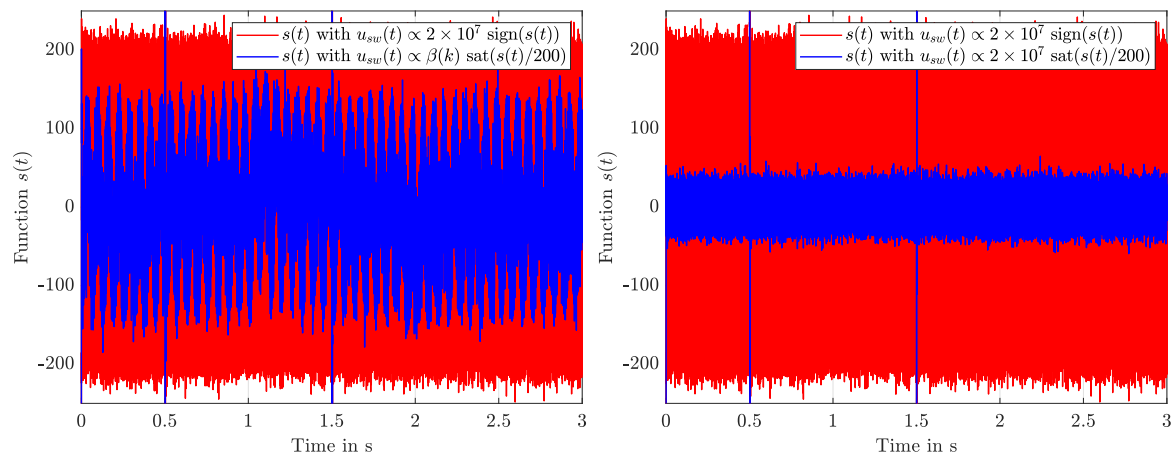 s(t) with u_sw(t) ∝ 2 × 10^7 sign(s(t))
s(t) with u_sw(t) ∝ β(k) sat(s(t)/200)
200
100
0
-100
-200
Function s(t)
0 0.5 1 1.5 2 2.5 3
Time in s
s(t) with u_sw(t) ∝ 2 × 10^7 sign(s(t))
s(t) with u_sw(t) ∝ 2 × 10^7 sat(s(t)/200)
200
100
0
-100
-200
Function s(t)
0 0.5 1 1.5 2 2.5 3
Time in s